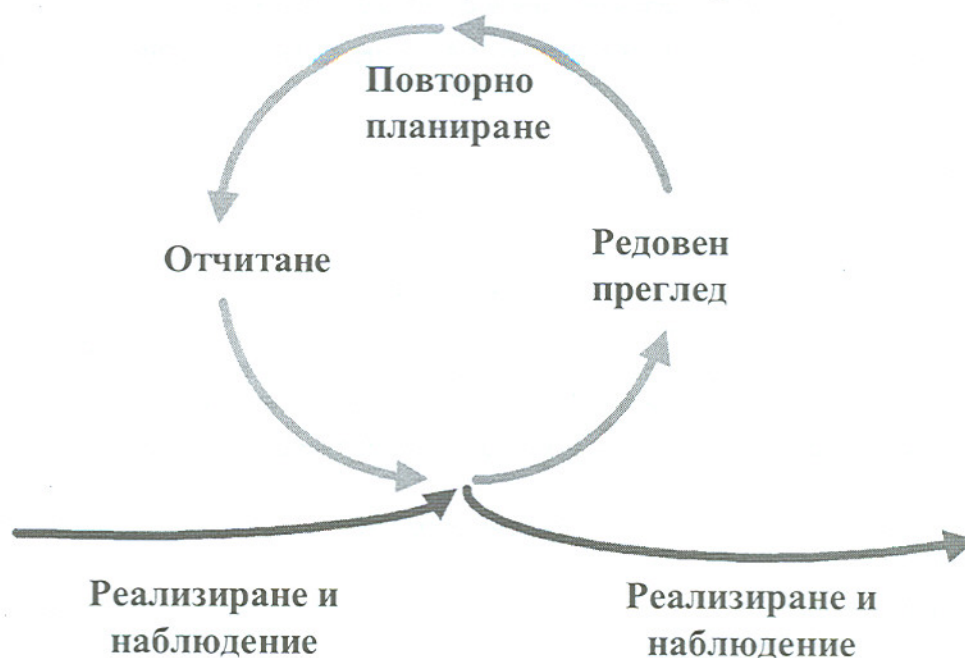 Повторно
планиране
Отчитане
Редовен
преглед
Реализиране и
наблюдение
Реализиране и
наблюдение